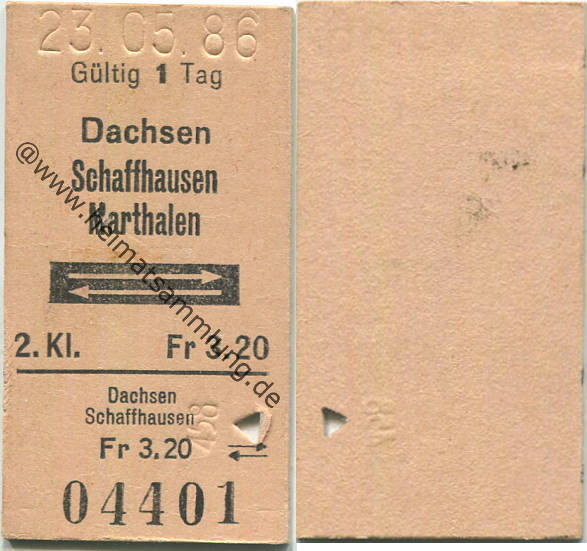 23.05.86
Gültig 1 Tag
Dachsen
Schaffhausen
Marthalen
2. Kl. Fr 3.20
Dachsen
Schaffhausen
458
Fr 3.20
04401
@www.heimatsammlung.de